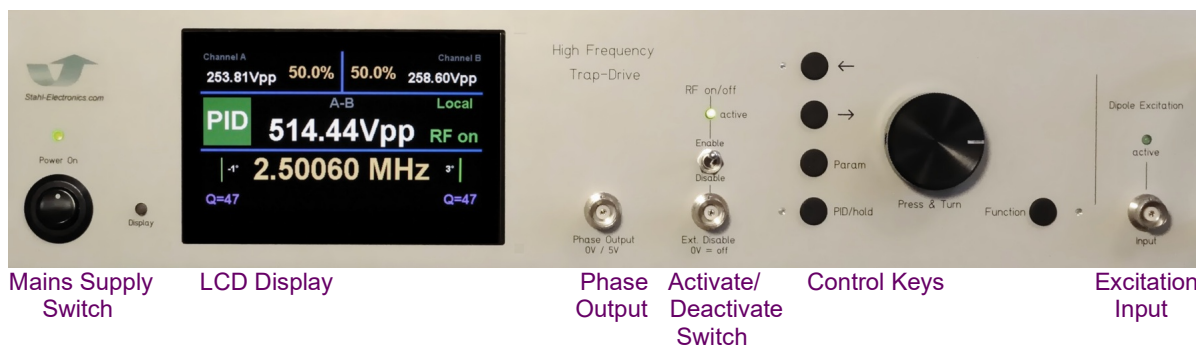 Stahl-Electronics.com
Power On
Display
Channel A
253.81Vpp
50.0%
50.0%
Channel B
258.60Vpp
PID
A-B
514.44Vpp
Local
RF on
-1°
2.50060 MHz
3°
Q=47
Q=47
High Frequency
Trap-Drive
Phase Output
0V / 5V
RF on/off
active
Enable
Disable
Ext. Disable
0V = off
←
→
Param
PID/hold
Press & Turn
Function
Dipole Excitation
active
Input
Mains Supply
Switch
LCD Display
Phase
Output
Activate/
Deactivate
Switch
Control Keys
Excitation
Input